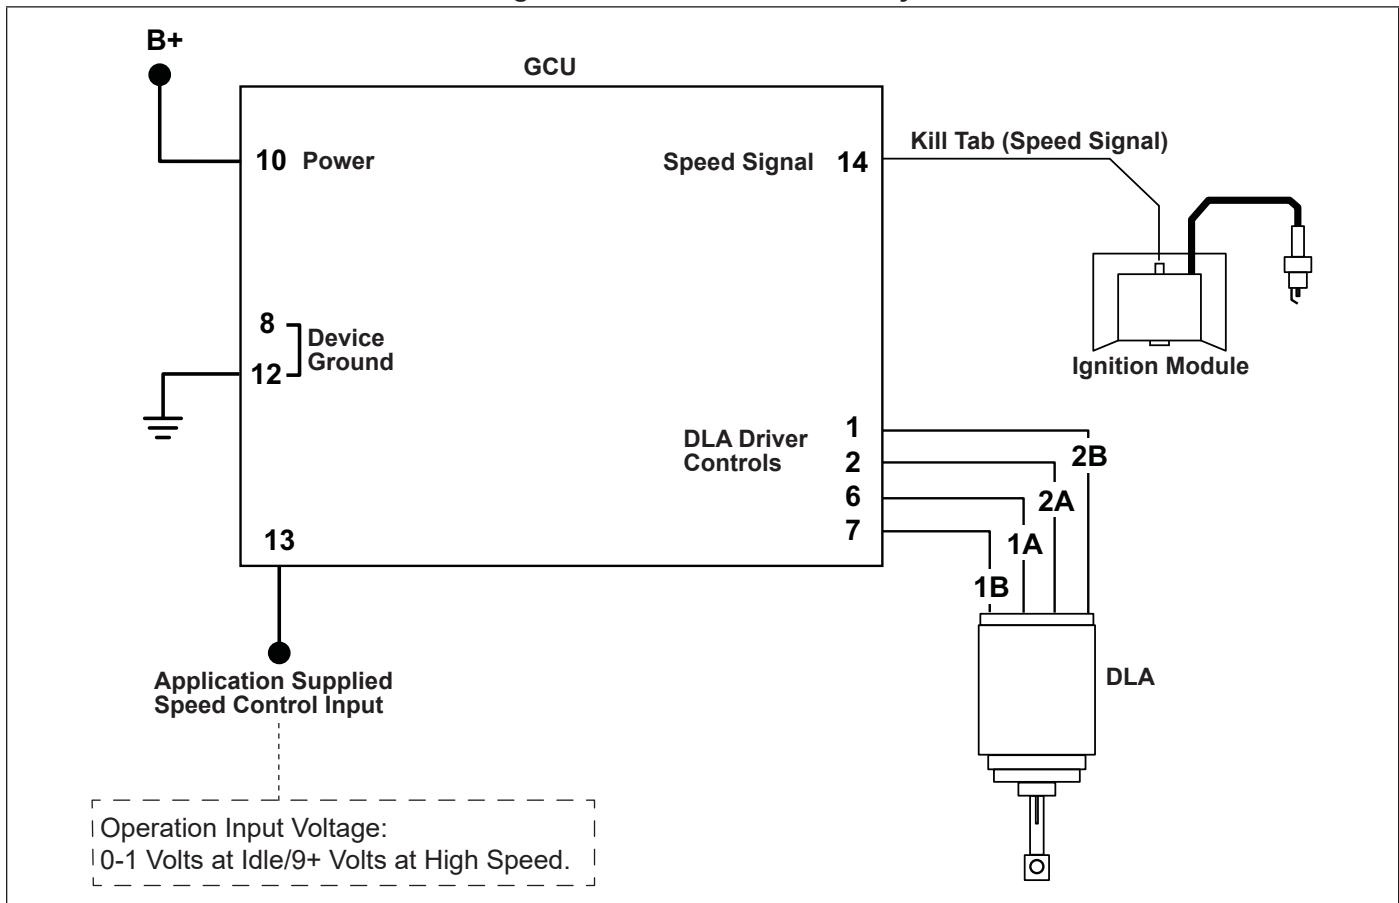 B+
GCU
10 Power
Speed Signal 14
Kill Tab (Speed Signal)
8
Device
Ground
12
Ignition Module
DLA Driver
Controls
1
2
6
7
2B
2A
1A
1B
13
DLA
Application Supplied
Speed Control Input
Operation Input Voltage:
0-1 Volts at Idle/9+ Volts at High Speed.